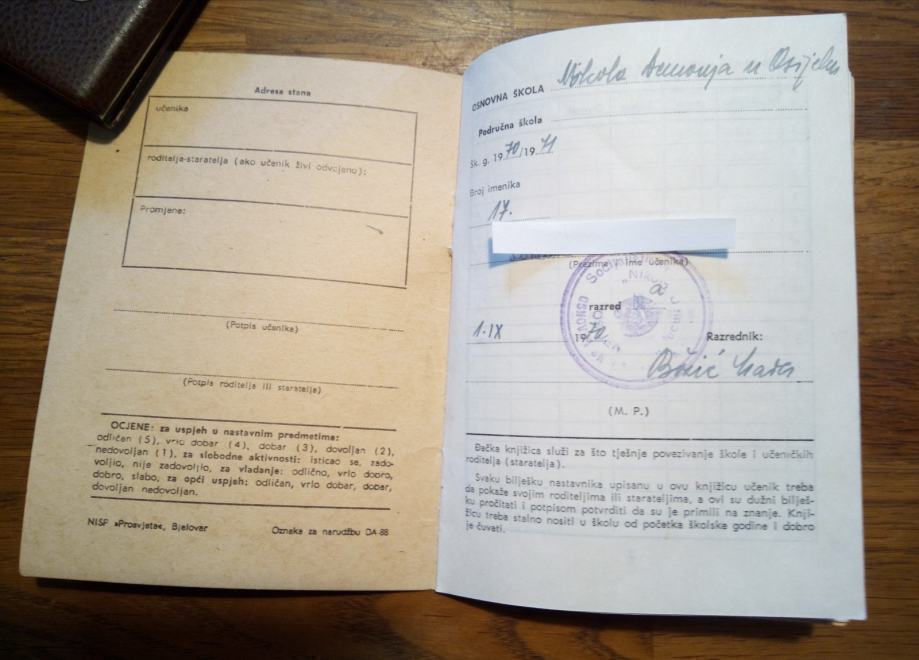 Adresa stana
učenika
roditelja-staratelja (ako učenik živi odvojeno):
Promjene:
(Potpis učenika)
(Potpis roditelja ili staratelja)
OCJENE: za uspjeh u nastavnim predmetima:
odličan (5), vrlo dobar (4), dobar (3), dovoljan (2),
nedovoljan (1), za slobodne aktivnosti: isticao se, zado-
voljio, nije zadovoljio, za vladanje: odlično, vrlo dobro,
dobro, slabo, za opći uspjeh: odličan, vrlo dobar, dobar,
dovoljan nedovoljan.
NISP »Prosvjeta«, Bjelovar Oznaka za narudžbu DA-88
OSNOVNA ŠKOLA Nikola Demonja u Osijeku
Područna škola
Šk. g. 1970/1971
Broj imenika
17.
(Prezime i ime učenika)
razred a
1. IX 1970 Razrednik:
Božić
(M. P.)
Đačka knjižica služi za što tješnje povezivanje škole i učeničkih
roditelja (staratelja).
Svaku bilješku nastavnika upisanu u ovu knjižicu učenik treba
da pokaže svojim roditeljima ili starateljima, a ovi su dužni bilješ-
ku pročitati i potpisom potvrditi da su je primili na znanje. Knji-
žicu treba stalno nositi u školu od početka školska godine i dobro
je čuvati.